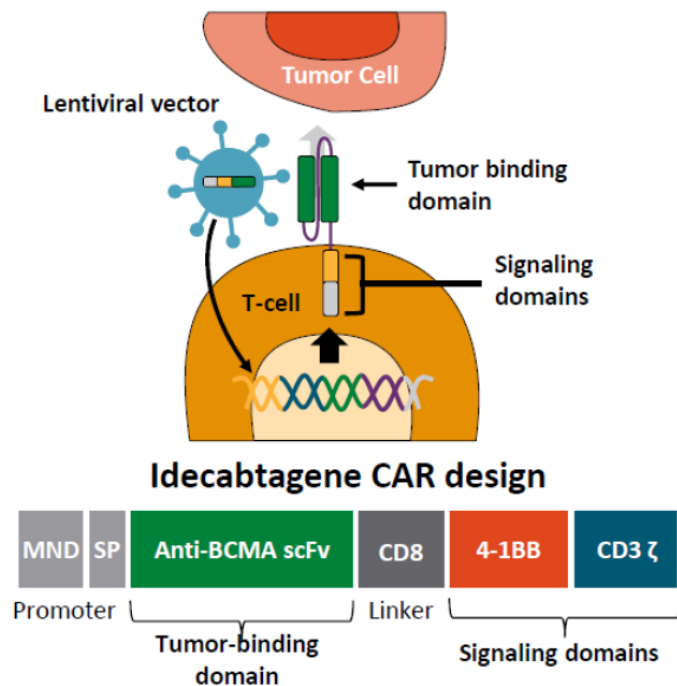 Tumor Cell
Lentiviral vector
Tumor binding
domain
Signaling
domains
T-cell
Idecabtagene CAR design
MND SP Anti-BCMA scFv CD8 4-1BB CD3 ζ
Promoter Linker
Tumor-binding
domain
Signaling domains